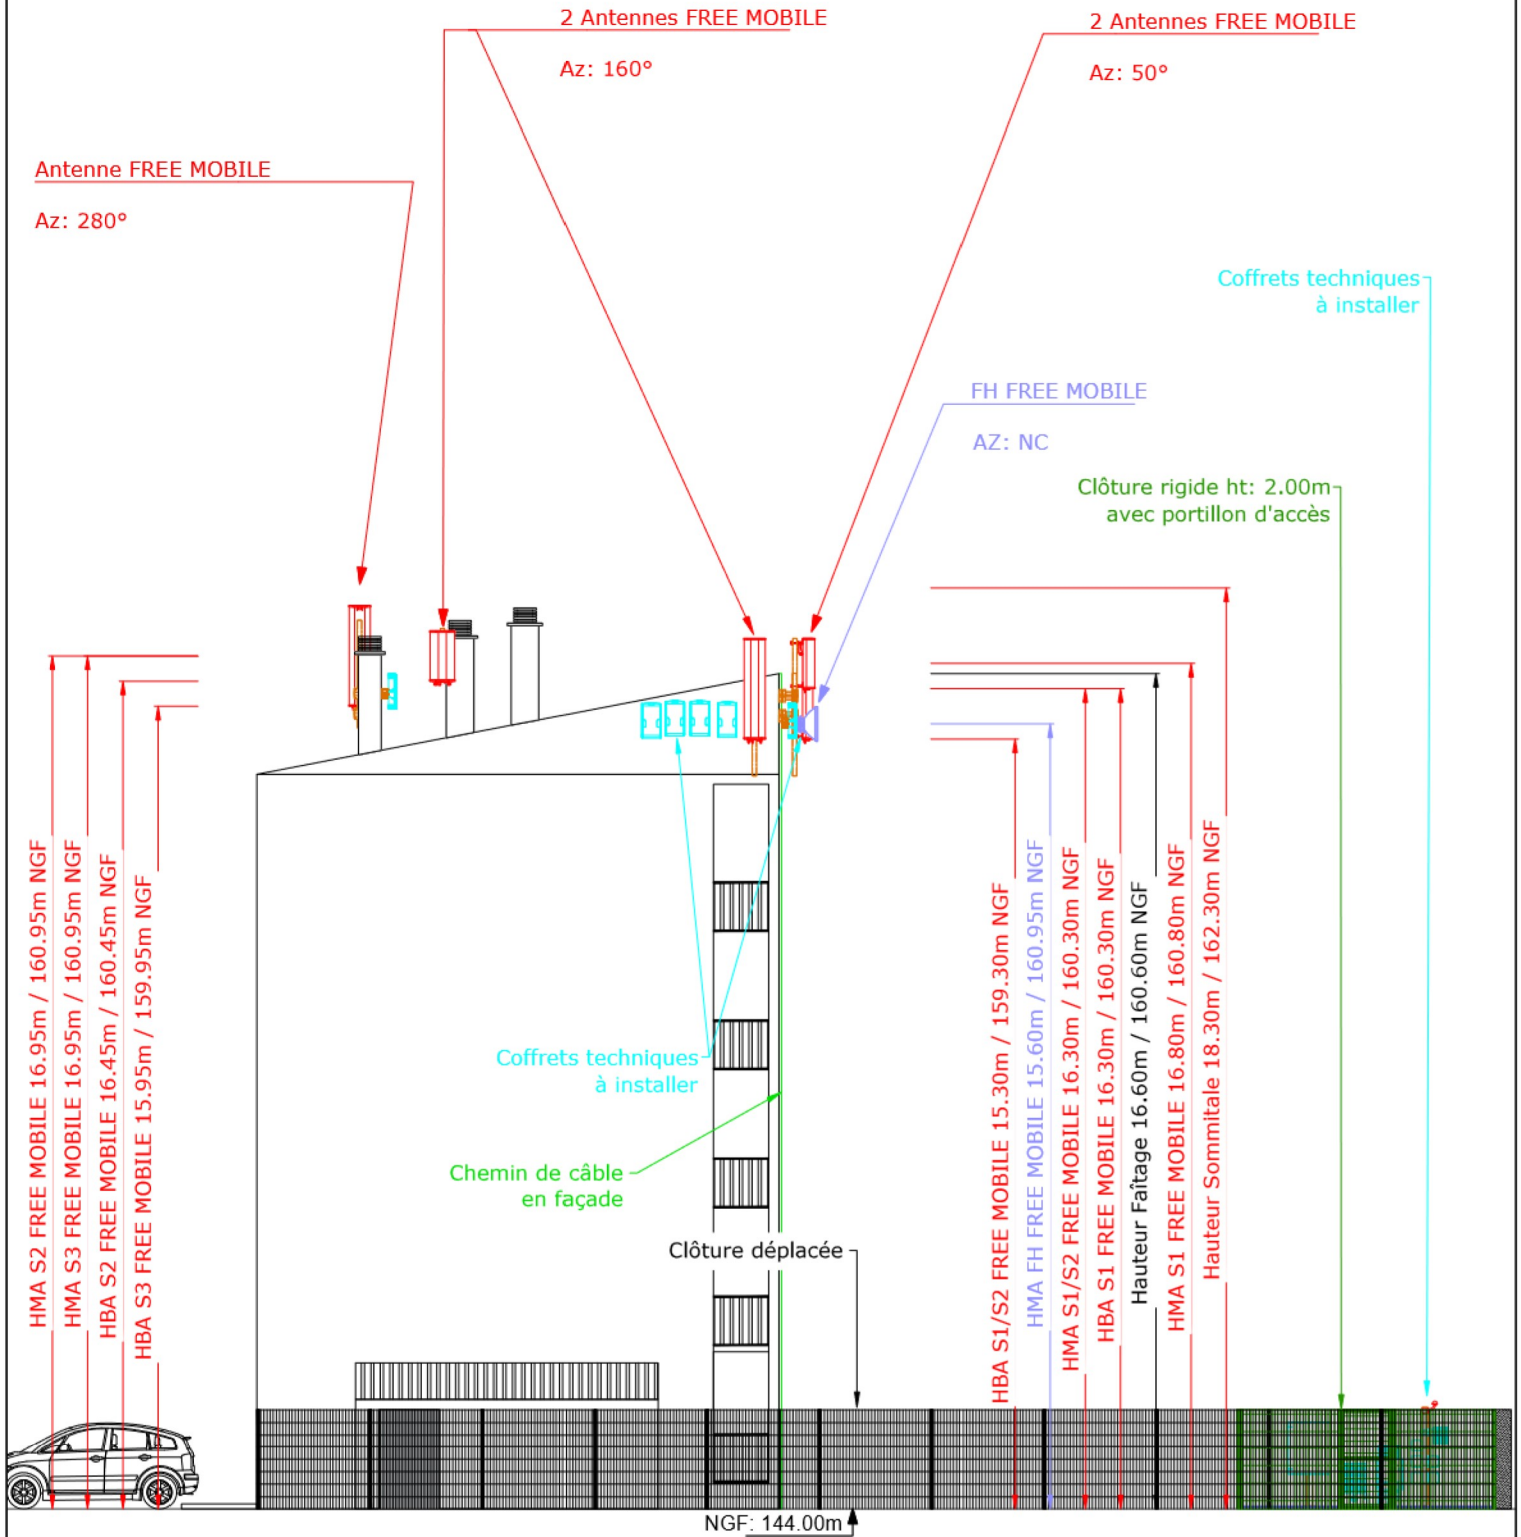 2 Antennes FREE MOBILE
Az: 160°
2 Antennes FREE MOBILE
Az: 50°
Antenne FREE MOBILE
Az: 280°
Coffrets techniques
à installer
FH FREE MOBILE
AZ: NC
Clôture rigide ht: 2.00m
avec portillon d'accès
HMA S2 FREE MOBILE 16.95m / 160.95m NGF
HMA S3 FREE MOBILE 16.95m / 160.95m NGF
HBA S2 FREE MOBILE 16.45m / 160.45m NGF
HBA S3 FREE MOBILE 15.95m / 159.95m NGF
Coffrets techniques
à installer
Chemin de câble
en façade
Clôture déplacée
HBA S1/S2 FREE MOBILE 15.30m / 159.30m NGF
HMA FH FREE MOBILE 15.60m / 160.95m NGF
HMA S1/S2 FREE MOBILE 16.30m / 160.30m NGF
HBA S1 FREE MOBILE 16.30m / 160.30m NGF
Hauteur Faîtage 16.60m / 160.60m NGF
HMA S1 FREE MOBILE 16.80m / 160.80m NGF
Hauteur Sommitale 18.30m / 162.30m NGF
NGF: 144.00m